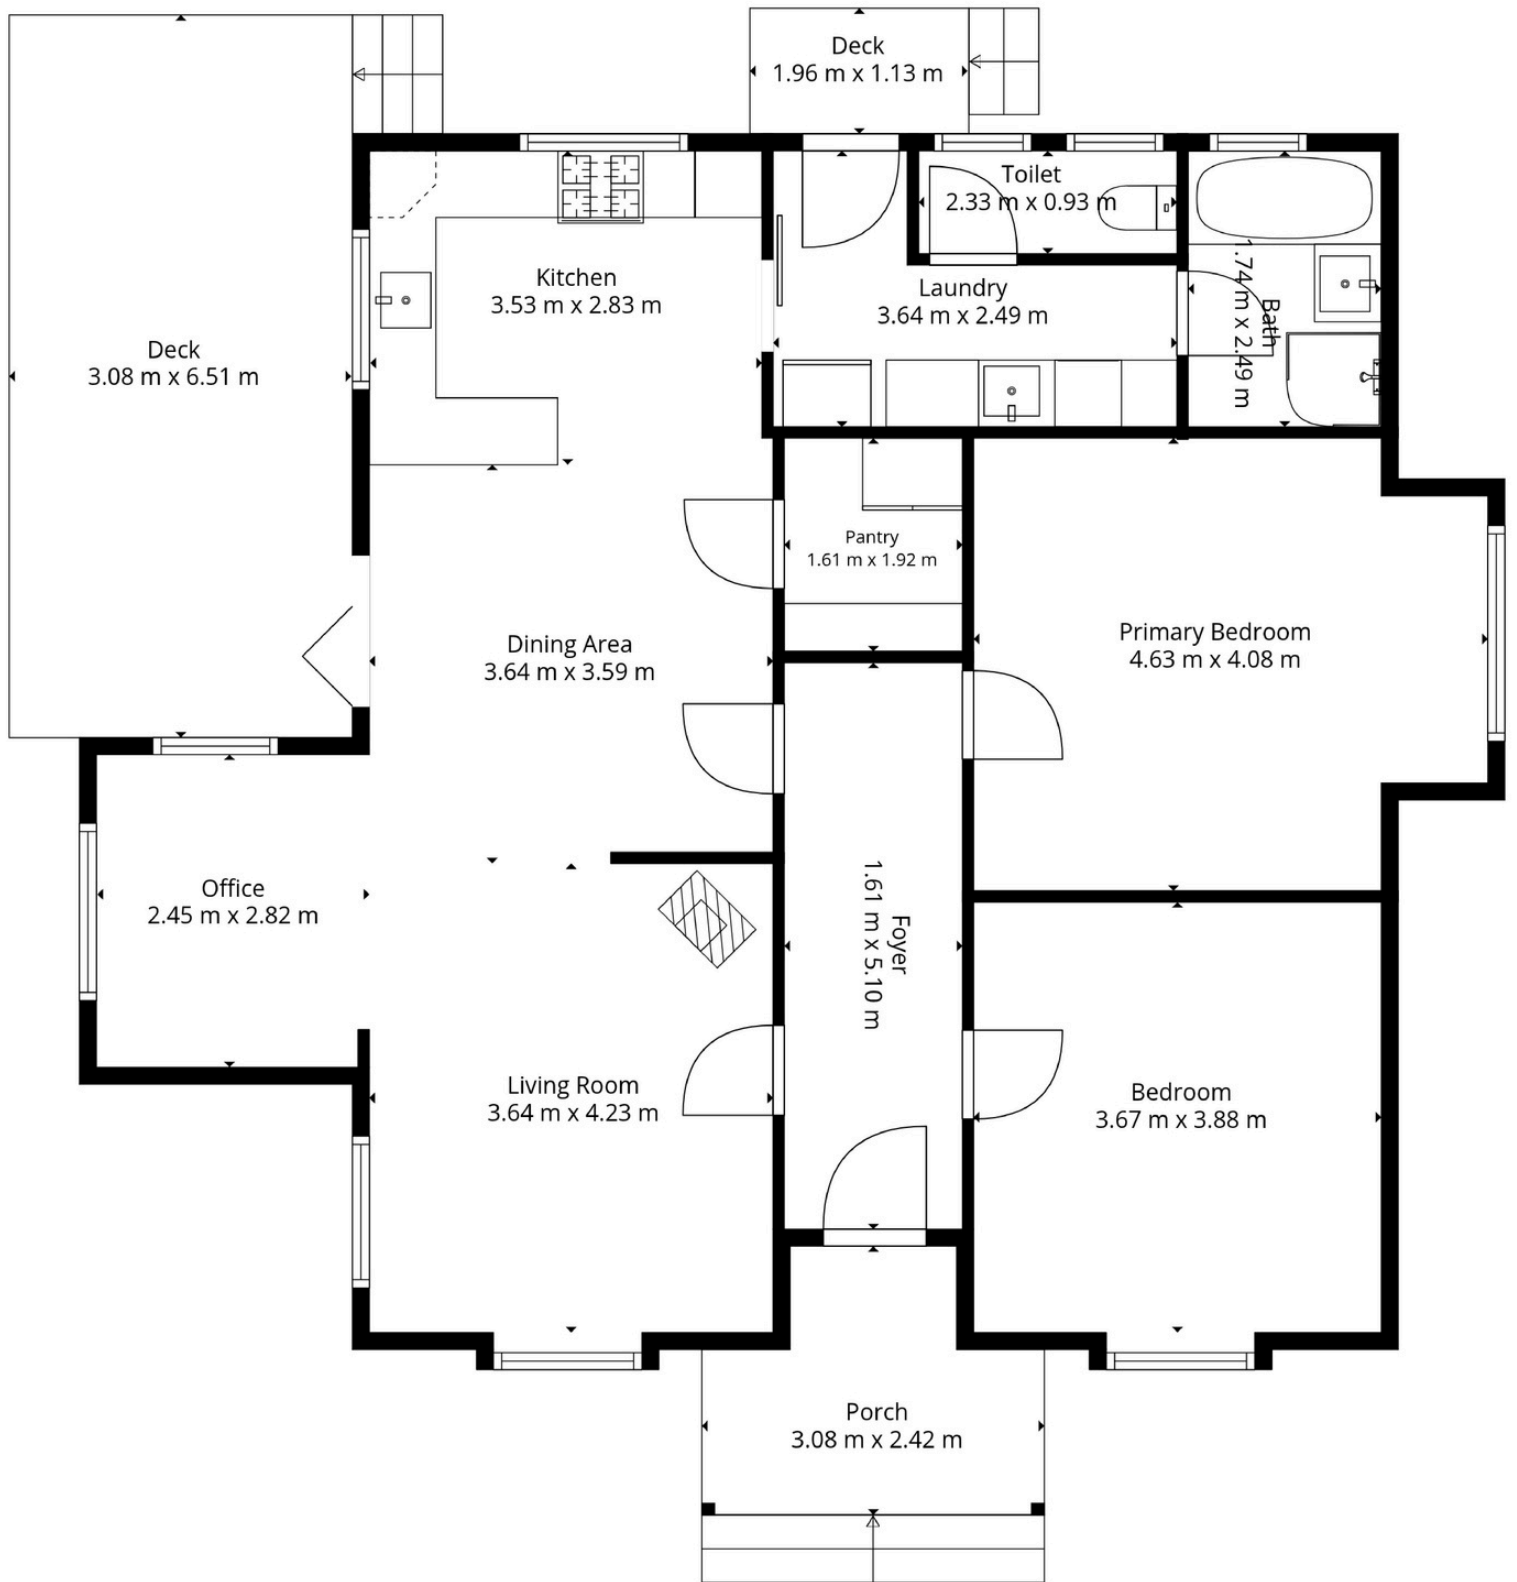 Deck
1.96 m x 1.13 m
Toilet
2.33 m x 0.93 m
Kitchen
3.53 m x 2.83 m
Laundry
3.64 m x 2.49 m
Bath
1.74 m x 2.49 m
Deck
3.08 m x 6.51 m
Pantry
1.61 m x 1.92 m
Dining Area
3.64 m x 3.59 m
Primary Bedroom
4.63 m x 4.08 m
Office
2.45 m x 2.82 m
Foyer
1.61 m x 5.10 m
Living Room
3.64 m x 4.23 m
Bedroom
3.67 m x 3.88 m
Porch
3.08 m x 2.42 m